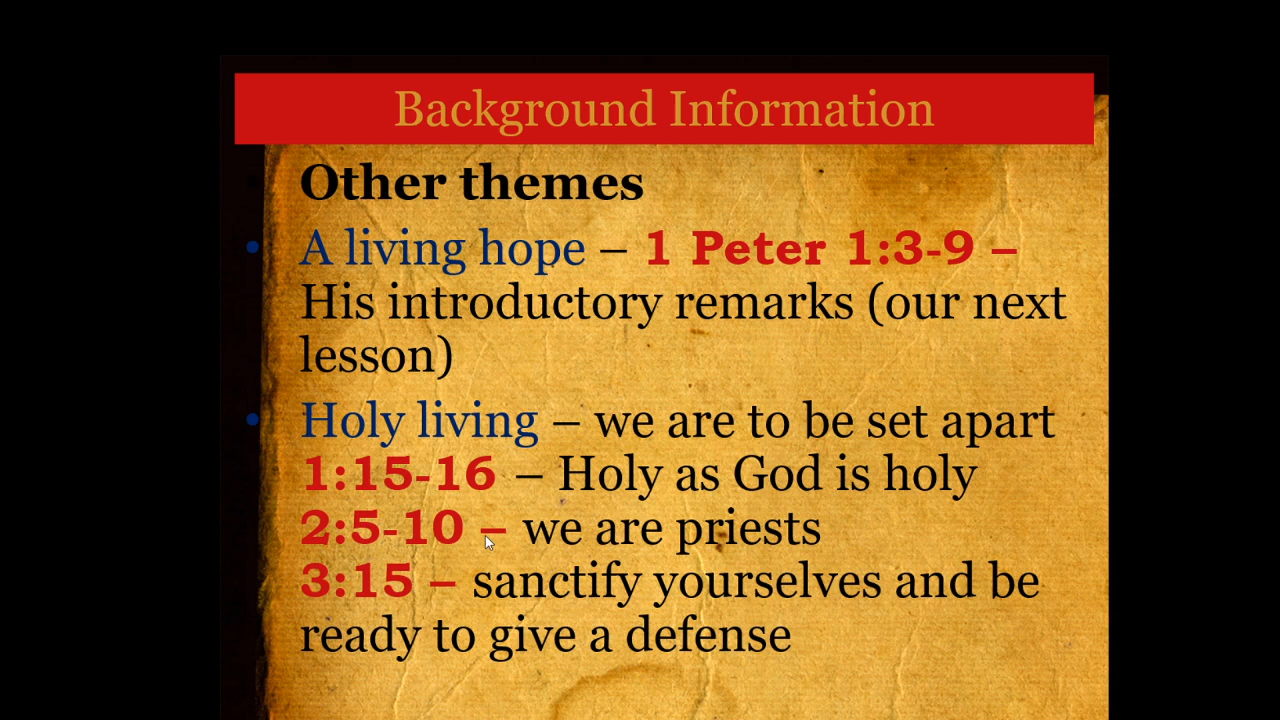 Background Information
Other themes
• A living hope – 1 Peter 1:3-9 –
His introductory remarks (our next
lesson)
• Holy living – we are to be set apart
1:15-16 – Holy as God is holy
2:5-10 – we are priests
3:15 – sanctify yourselves and be
ready to give a defense